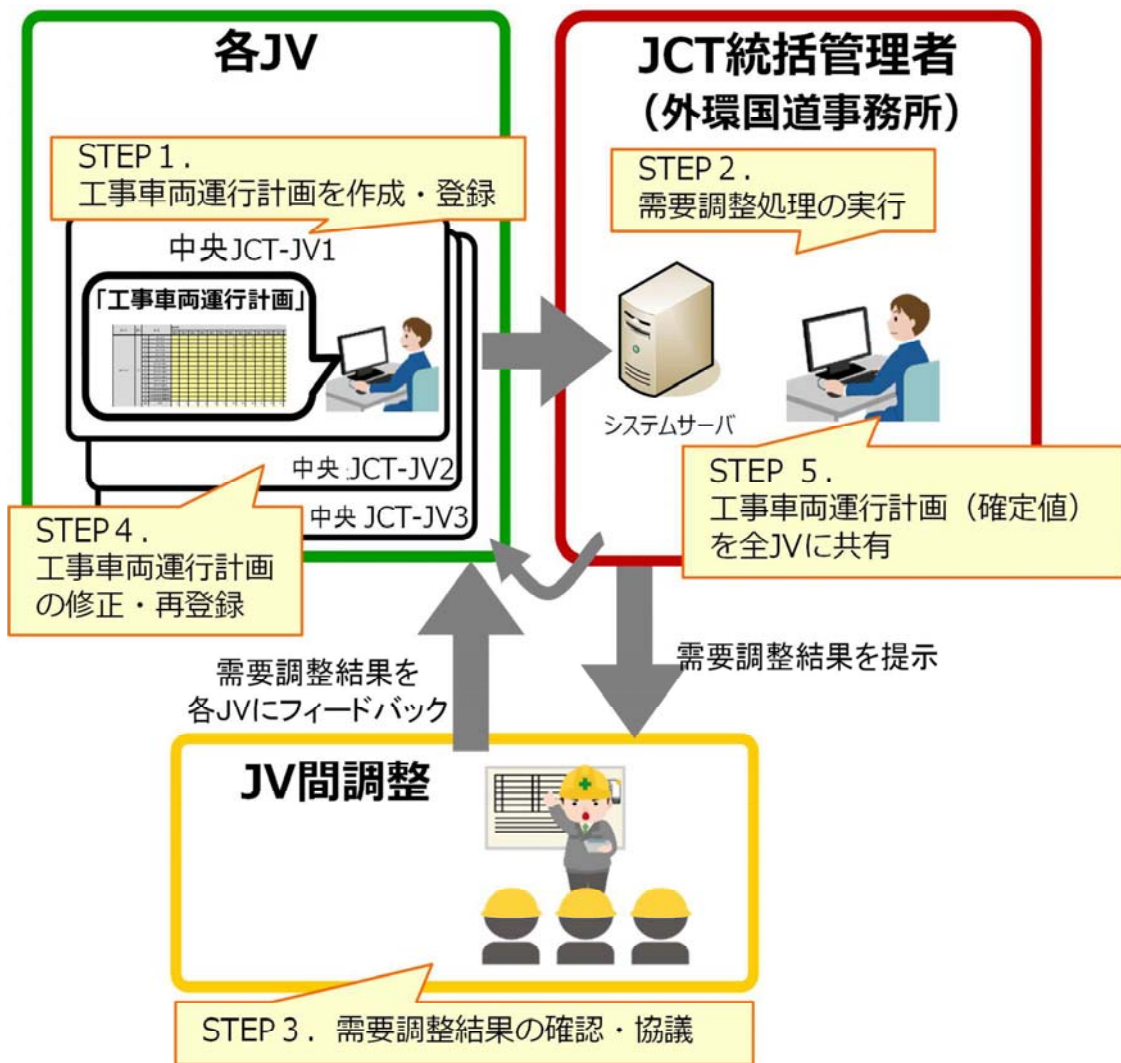 各JV
STEP 1.
工事車両運行計画を作成・登録
中央JCT-JV1
「工事車両運行計画」
中央 JCT-JV2
中央 JCT-JV3
STEP 4.
工事車両運行計画
の修正・再登録
JCT統括管理者
(外環国道事務所)
STEP 2.
需要調整処理の実行
システムサーバ
STEP 5.
工事車両運行計画(確定値)
を全JVに共有
需要調整結果を提示
需要調整結果を
各JVにフィードバック
JV間調整
STEP 3. 需要調整結果の確認・協議